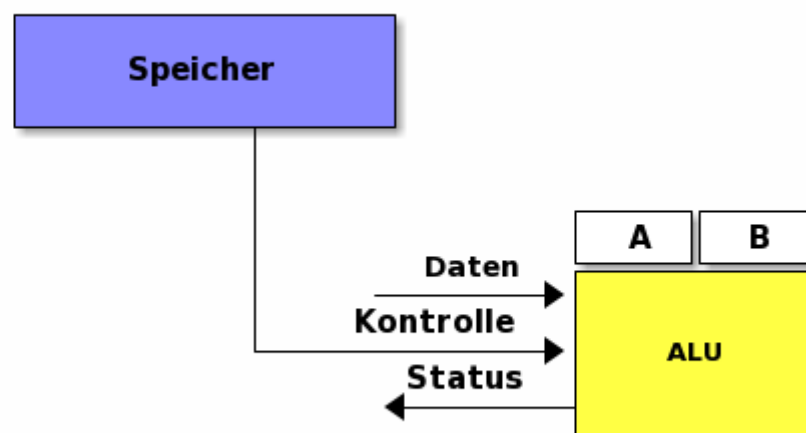 Speicher
A
B
Daten
Kontrolle
ALU
Status